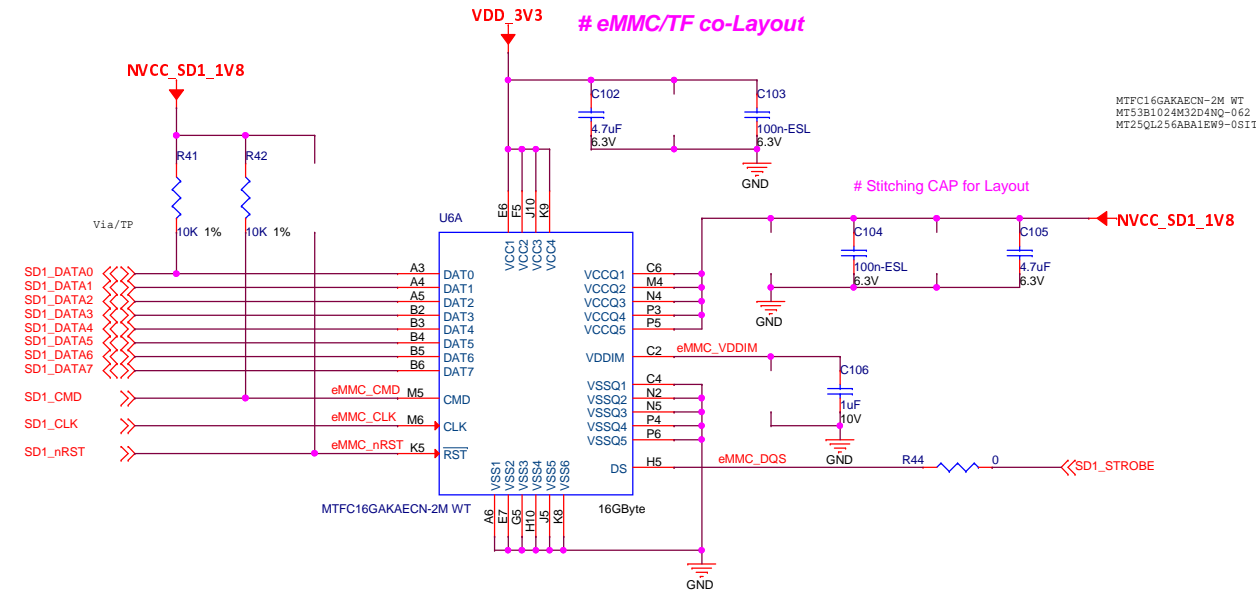 VDD_3V3
# eMMC/TF co-Layout
NVCC_SD1_1V8
C102
4.7uF
6.3V
C103
100n-ESL
6.3V
GND
MTFC16GAKAECN-2M WT
MT53B1024M32D4NQ-062
MT25QL256ABA1EW9-0SIT
R41
10K 1%
R42
10K 1%
Via/TP
# Stitching CAP for Layout
NVCC_SD1_1V8
C104
100n-ESL
6.3V
C105
4.7uF
6.3V
GND
U6A
E6
F5
J10
K9
VCC1
VCC2
VCC3
VCC4
SD1_DATA0 A3 DAT0
SD1_DATA1 A4 DAT1
SD1_DATA2 A5 DAT2
SD1_DATA3 B2 DAT3
SD1_DATA4 B3 DAT4
SD1_DATA5 B4 DAT5
SD1_DATA6 B5 DAT6
SD1_DATA7 B6 DAT7
SD1_CMD eMMC_CMD M5 CMD
SD1_CLK eMMC_CLK M6 CLK
SD1_nRST eMMC_nRST K5 RST
VCCQ1 C6
VCCQ2 M4
VCCQ3 N4
VCCQ4 P3
VCCQ5 P5
VDDIM C2 eMMC_VDDIM
C106
1uF
10V
GND
VSSQ1 C4
VSSQ2 N2
VSSQ3 N5
VSSQ4 P4
VSSQ5 P6
DS H5 eMMC_DQS R44 0 SD1_STROBE
VSS1
VSS2
VSS3
VSS4
VSS5
VSS6
A6
E7
G5
H10
J5
K8
MTFC16GAKAECN-2M WT
16GByte
GND